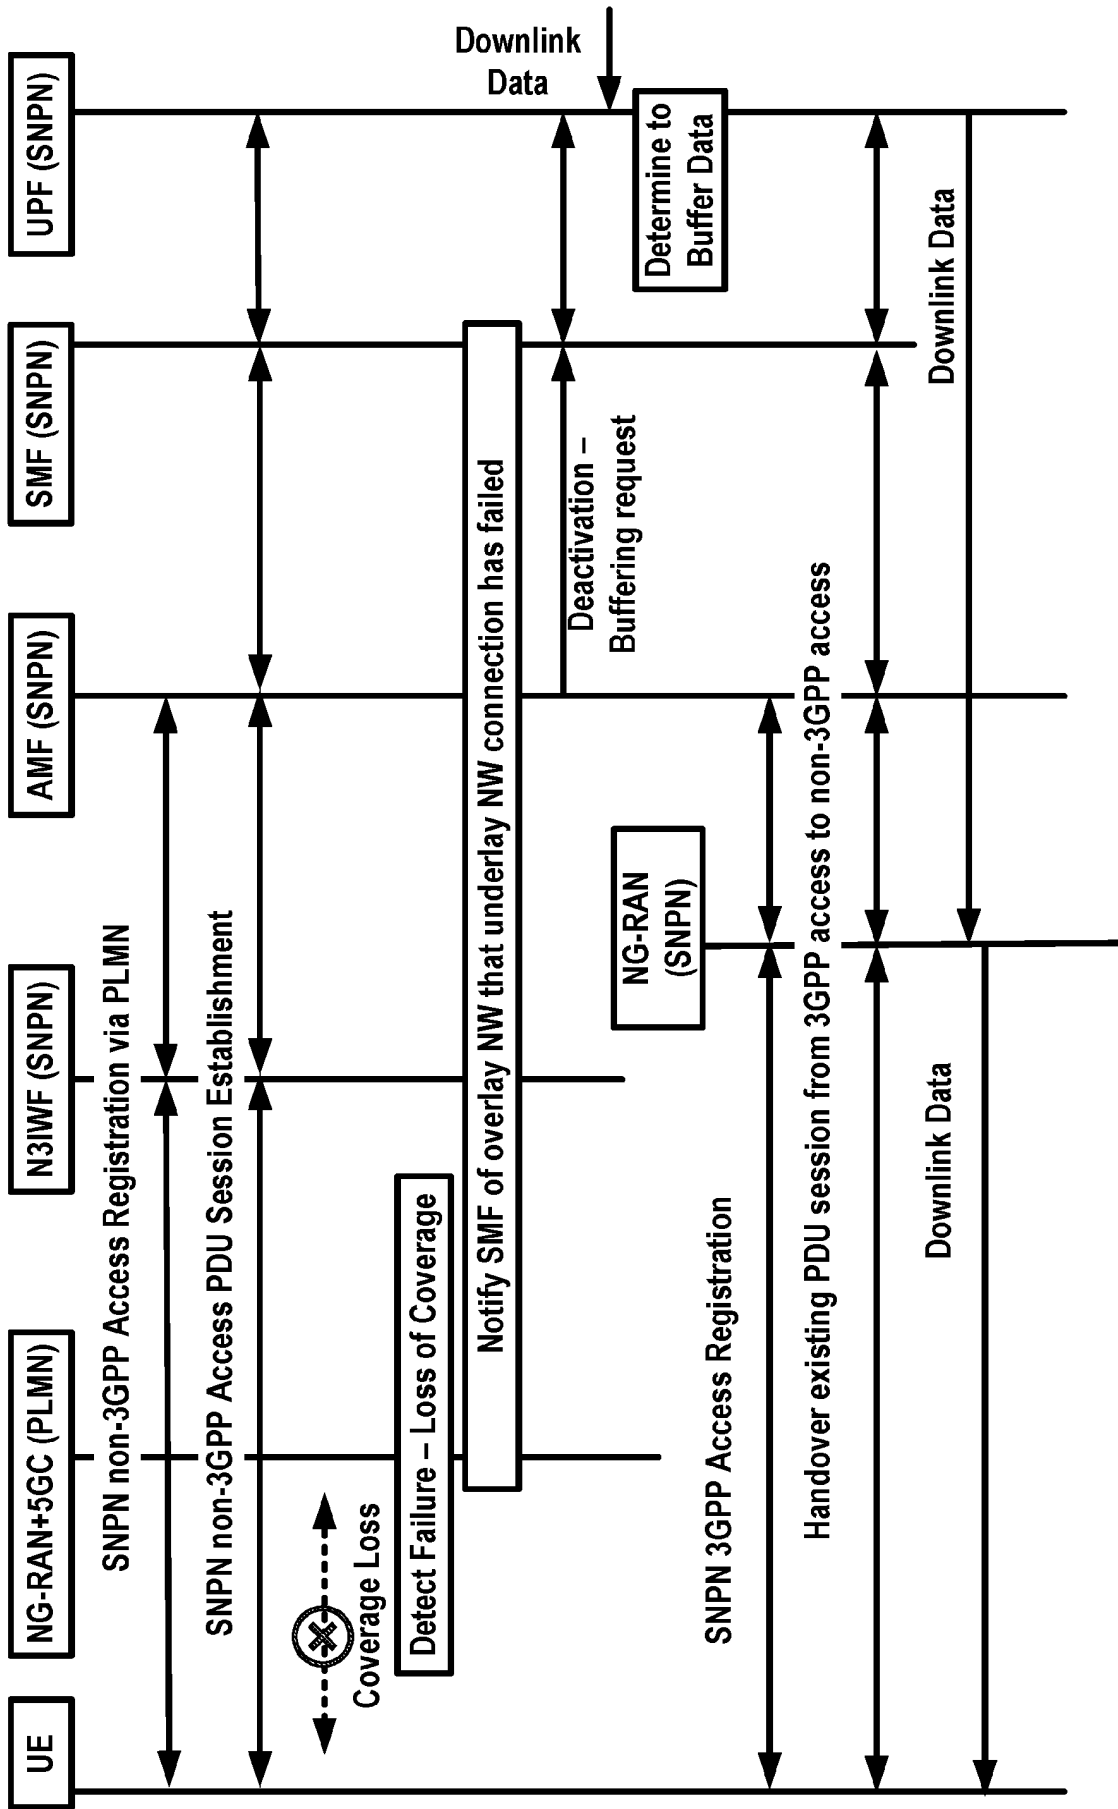 UE
NG-RAN+5GC (PLMN)
N3IWF (SNPN)
AMF (SNPN)
SMF (SNPN)
UPF (SNPN)
SNPN non-3GPP Access Registration via PLMN
SNPN non-3GPP Access PDU Session Establishment
Coverage Loss
Detect Failure – Loss of Coverage
Notify SMF of overlay NW that underlay NW connection has failed
Downlink
Data
Deactivation –
Buffering request
Determine to
Buffer Data
NG-RAN
(SNPN)
SNPN 3GPP Access Registration
Handover existing PDU session from 3GPP access to non-3GPP access
Downlink Data
Downlink Data